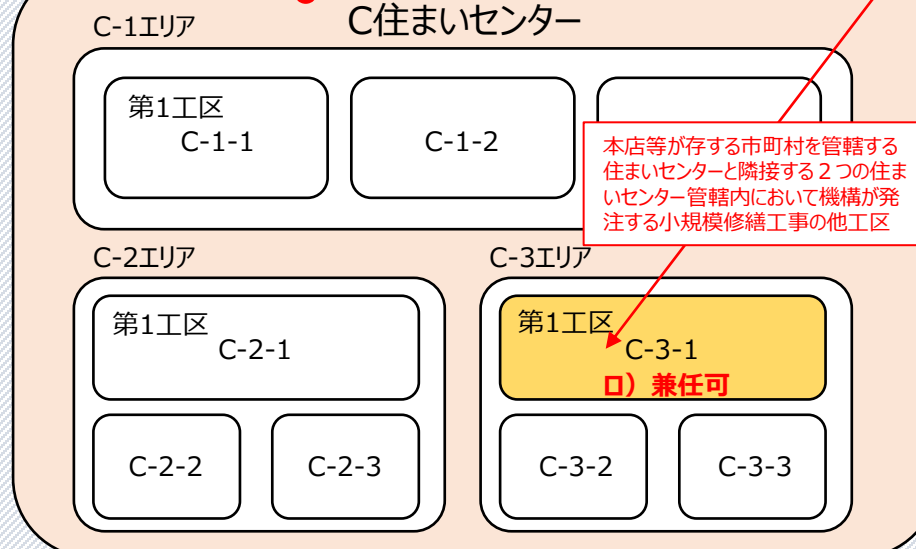 C住まいセンター
C-1エリア
第1工区
C-1-1
C-1-2
本店等が存する市町村を管轄する
住まいセンターと隣接する２つの住ま
いセンター管轄内において機構が発
注する小規模修繕工事の他工区
C-2エリア
C-3エリア
第1工区
C-2-1
第1工区
C-3-1
ロ）兼任可
C-2-2
C-2-3
C-3-2
C-3-3